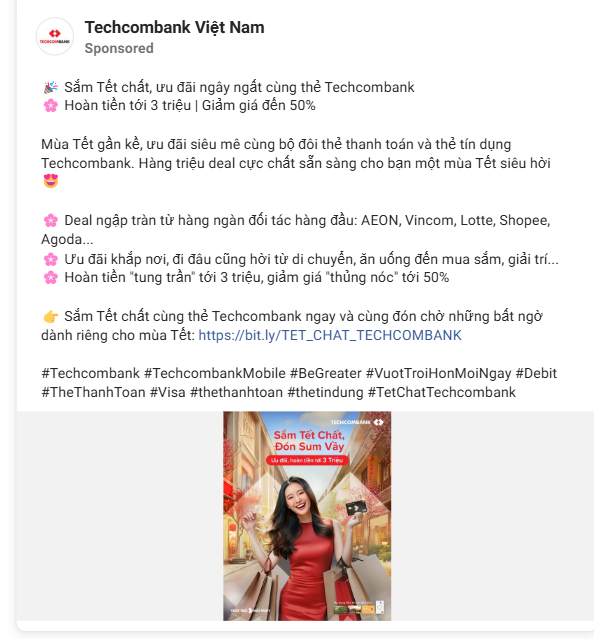 Techcombank Việt Nam
Sponsored
TECHCOMBANK
🎉 Sắm Tết chất, ưu đãi ngây ngất cùng thẻ Techcombank
🌸 Hoàn tiền tới 3 triệu | Giảm giá đến 50%
Mùa Tết gần kề, ưu đãi siêu mê cùng bộ đôi thẻ thanh toán và thẻ tín dụng
Techcombank. Hàng triệu deal cực chất sẵn sàng cho bạn một mùa Tết siêu hời
😍
🌸 Deal ngập tràn từ hàng ngàn đối tác hàng đầu: AEON, Vincom, Lotte, Shopee,
Agoda...
🌸 Ưu đãi khắp nơi, đi đâu cũng hời từ di chuyển, ăn uống đến mua sắm, giải trí...
🌸 Hoàn tiền "tung trần" tới 3 triệu, giảm giá "thủng nóc" tới 50%
👉 Sắm Tết chất cùng thẻ Techcombank ngay và cùng đón chờ những bất ngờ
dành riêng cho mùa Tết: https://bit.ly/TET_CHAT_TECHCOMBANK
#Techcombank #TechcombankMobile #BeGreater #VuotTroiHonMoiNgay #Debit
#TheThanhToan #Visa #thethanhtoan #thetindung #TetChatTechcombank
TECHCOMBANK
Sắm Tết Chất,
Đón Sum Vầy
Ưu đãi, hoàn tiền tới 3 Triệu